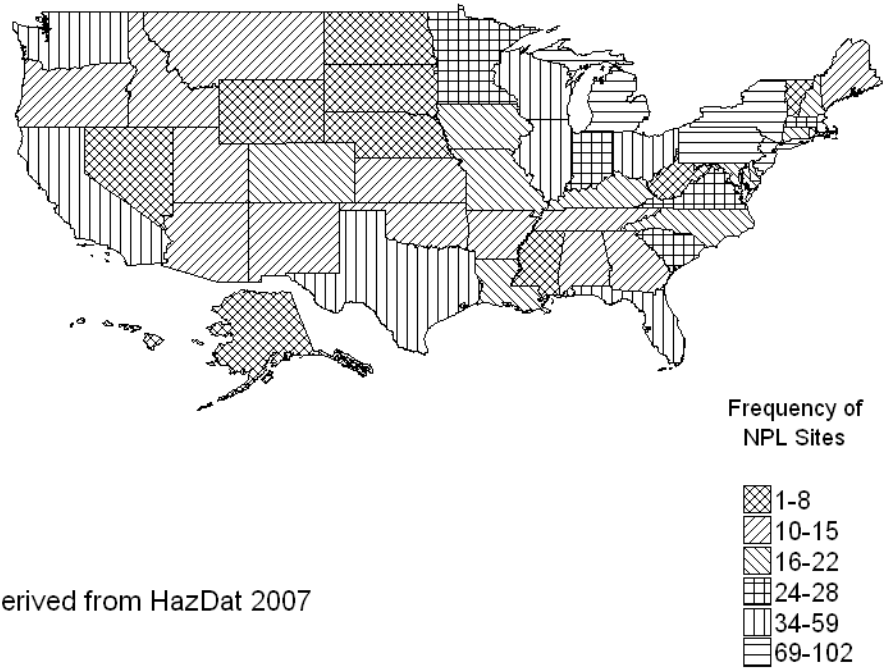 Frequency of
NPL Sites
1-8
10-15
16-22
24-28
34-59
69-102
erived from HazDat 2007